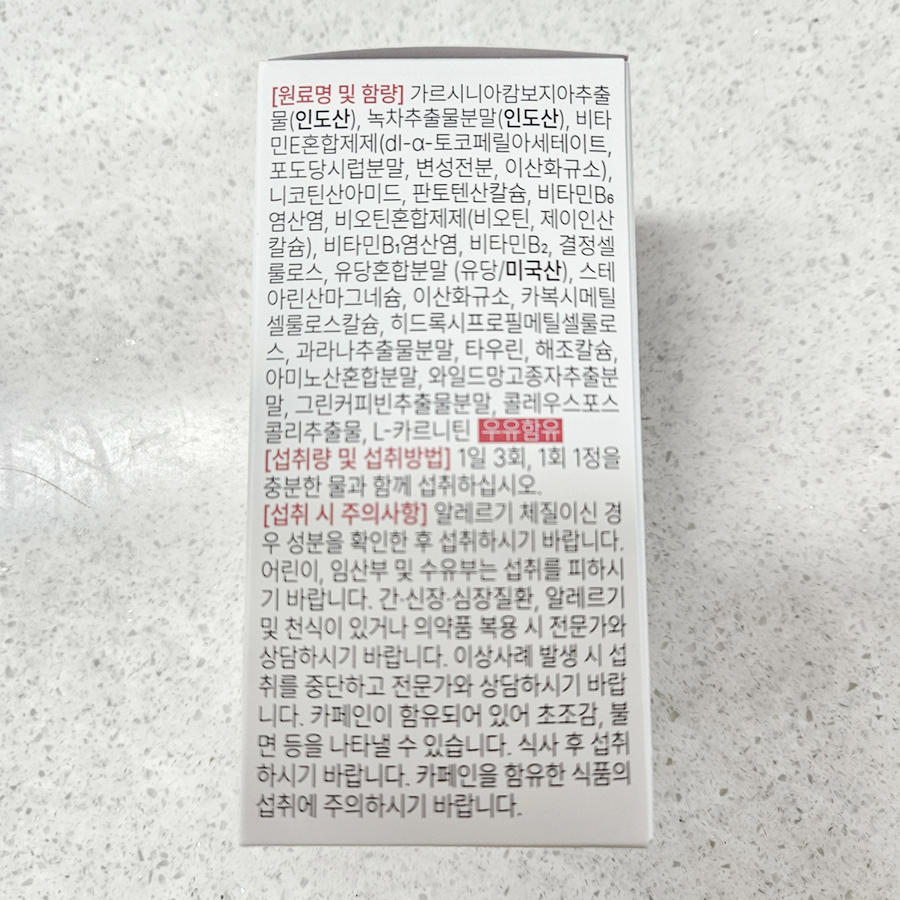 [원료명 및 함량] 가르시니아캄보지아추출
물(인도산), 녹차추출물분말(인도산), 비타
민E혼합제제(dl-α-토코페릴아세테이트,
포도당시럽분말, 변성전분, 이산화규소),
니코틴산아미드, 판토텐산칼슘, 비타민B₆
염산염, 비오틴혼합제제(비오틴, 제이인산
칼슘), 비타민B₁염산염, 비타민B₂, 결정셀
룰로스, 유당혼합분말 (유당/미국산), 스테
아린산마그네슘, 이산화규소, 카복시메틸
셀룰로스칼슘, 히드록시프로필메틸셀룰로
스, 과라나추출물분말, 타우린, 해조칼슘,
아미노산혼합분말, 와일드망고종자추출분
말, 그린커피빈추출물분말, 콜레우스포스
콜리추출물, L-카르니틴 우유함유
[섭취량 및 섭취방법] 1일 3회, 1회 1정을
충분한 물과 함께 섭취하십시오.
[섭취 시 주의사항] 알레르기 체질이신 경
우 성분을 확인한 후 섭취하시기 바랍니다.
어린이, 임산부 및 수유부는 섭취를 피하시
기 바랍니다. 간·신장·심장질환, 알레르기
및 천식이 있거나 의약품 복용 시 전문가와
상담하시기 바랍니다. 이상사례 발생 시 섭
취를 중단하고 전문가와 상담하시기 바랍
니다. 카페인이 함유되어 있어 초조감, 불
면 등을 나타낼 수 있습니다. 식사 후 섭취
하시기 바랍니다. 카페인을 함유한 식품의
섭취에 주의하시기 바랍니다.